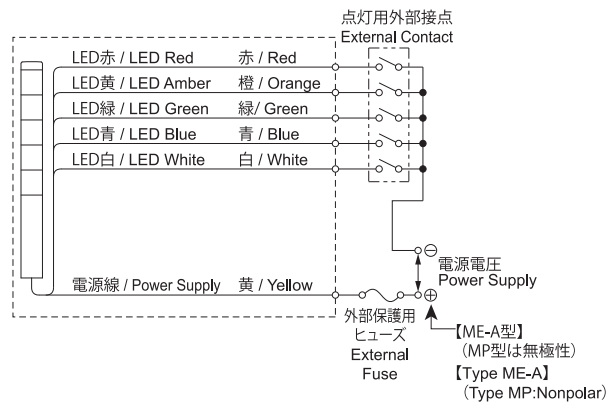 点灯用外部接点
External Contact
LED赤 / LED Red 赤 / Red
LED黄 / LED Amber 橙 / Orange
LED緑 / LED Green 緑/ Green
LED青 / LED Blue 青 / Blue
LED白 / LED White 白 / White
⊖
電源電圧
Power Supply
電源線 / Power Supply 黄 / Yellow
⊕
外部保護用
ヒューズ
External
Fuse
【ME-A型】
（MP型は無極性）
【Type ME-A】
（Type MP:Nonpolar）